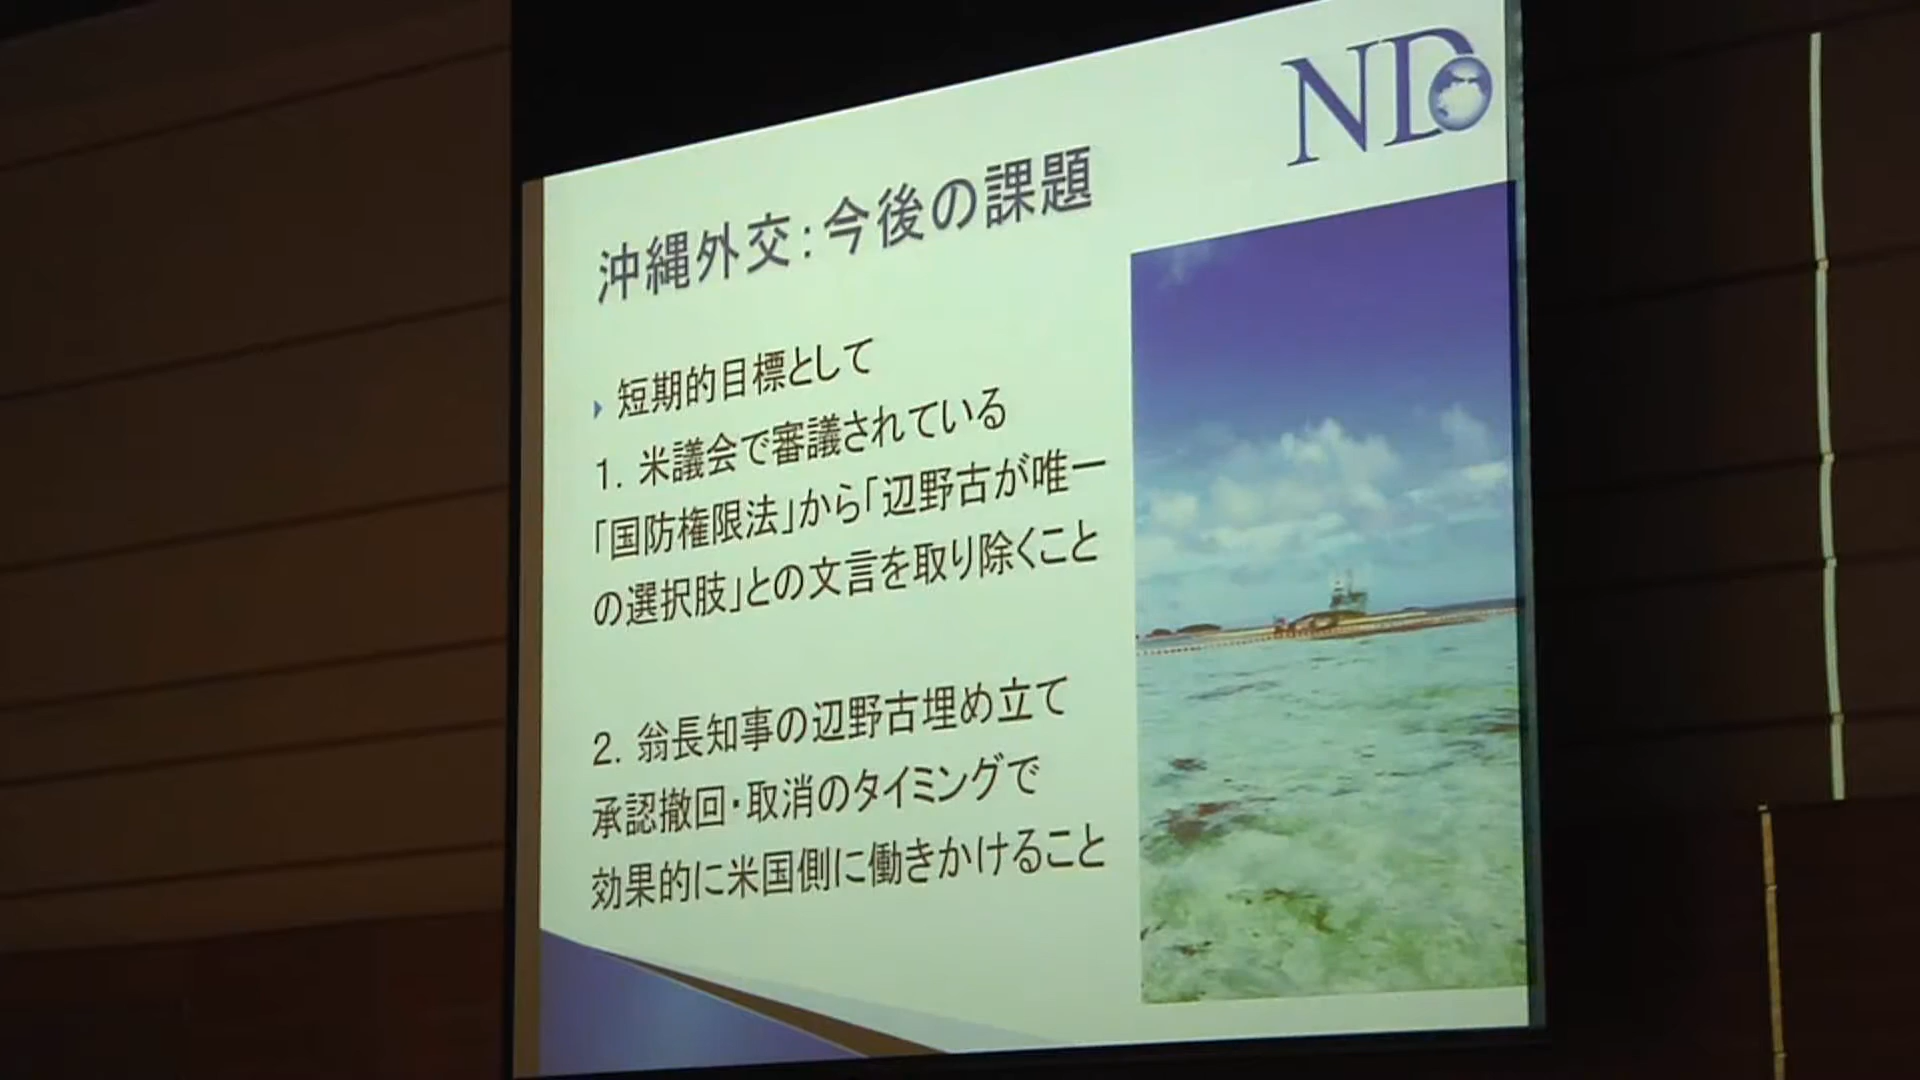 ND
沖縄外交:今後の課題
短期的目標として
1. 米議会で審議されている
「国防権限法」から「辺野古が唯一
の選択肢」との文言を取り除くこと
2. 翁長知事の辺野古埋め立て
承認撤回・取消のタイミングで
効果的に米国側に働きかけること